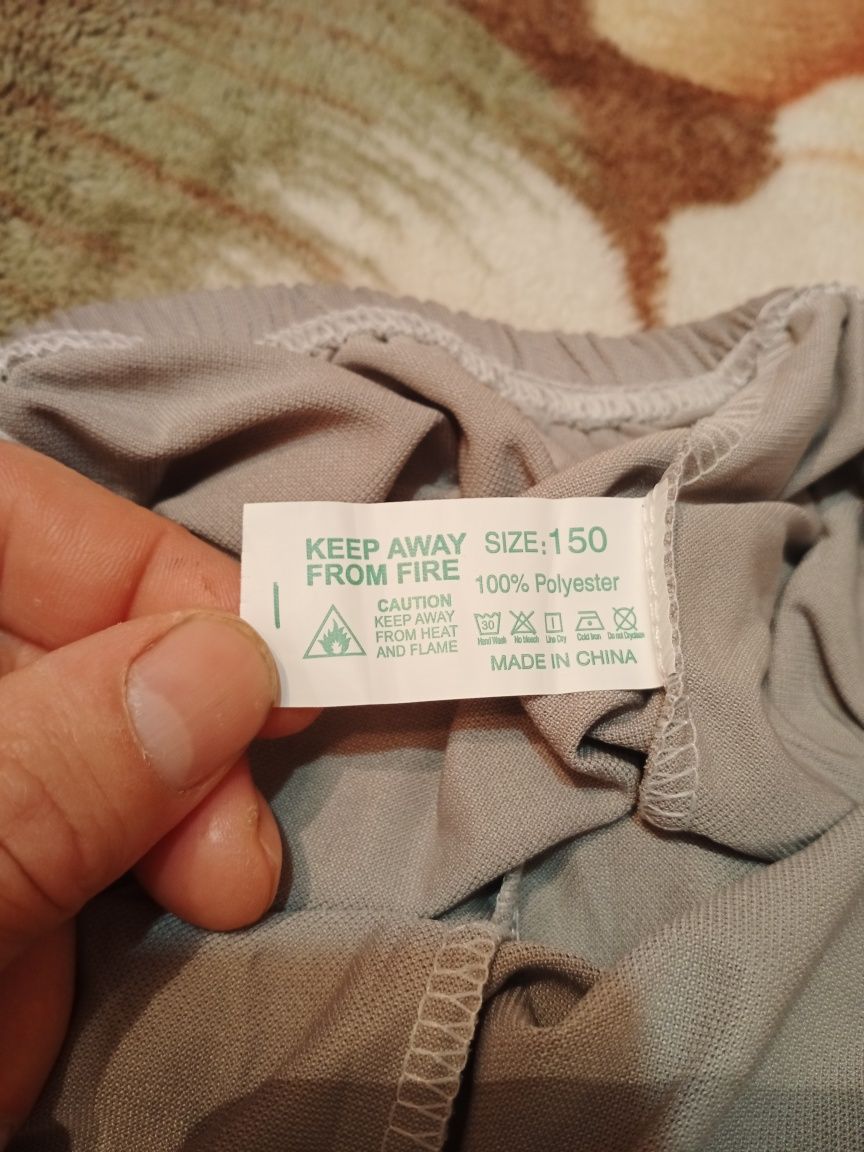 KEEP AWAY
FROM FIRE
CAUTION
KEEP AWAY
FROM HEAT
AND FLAME
SIZE:150
100% Polyester
30
Hand Wash
No bleach
Line Dry
Cold Iron
Do not Dryclean
MADE IN CHINA